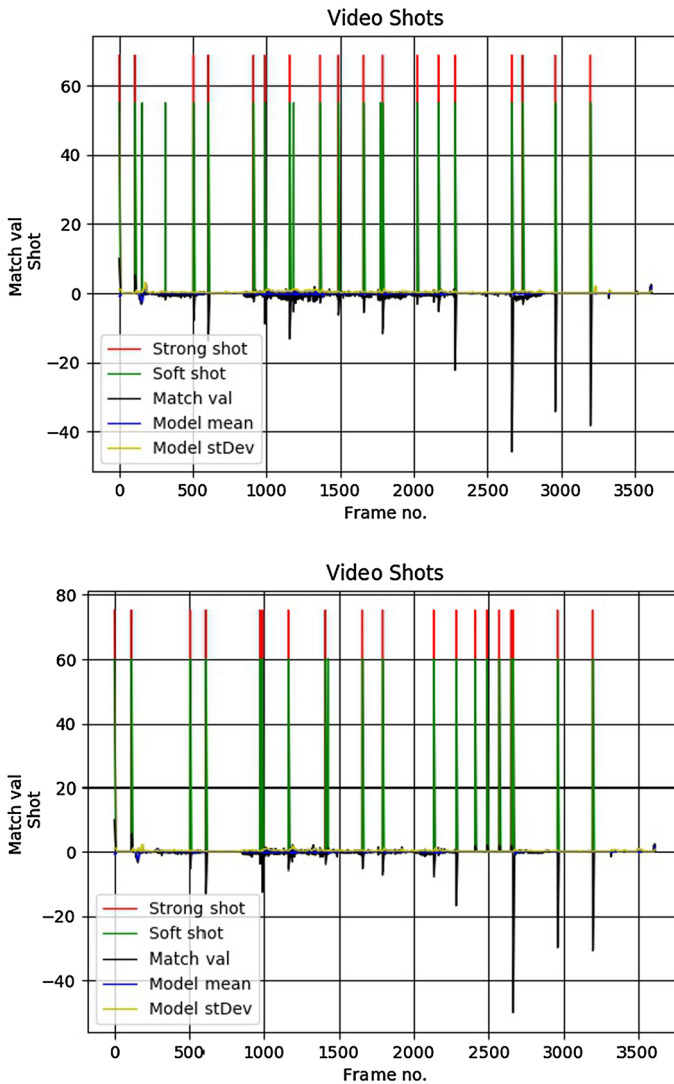 Video Shots
60
40
20
0
−20
−40
Match val
Shot
Strong shot
Soft shot
Match val
Model mean
Model stDev
0 500 1000 1500 2000 2500 3000 3500
Frame no.
Video Shots
80
60
40
20
0
−20
−40
Match val
Shot
Strong shot
Soft shot
Match val
Model mean
Model stDev
0 500 1000 1500 2000 2500 3000 3500
Frame no.